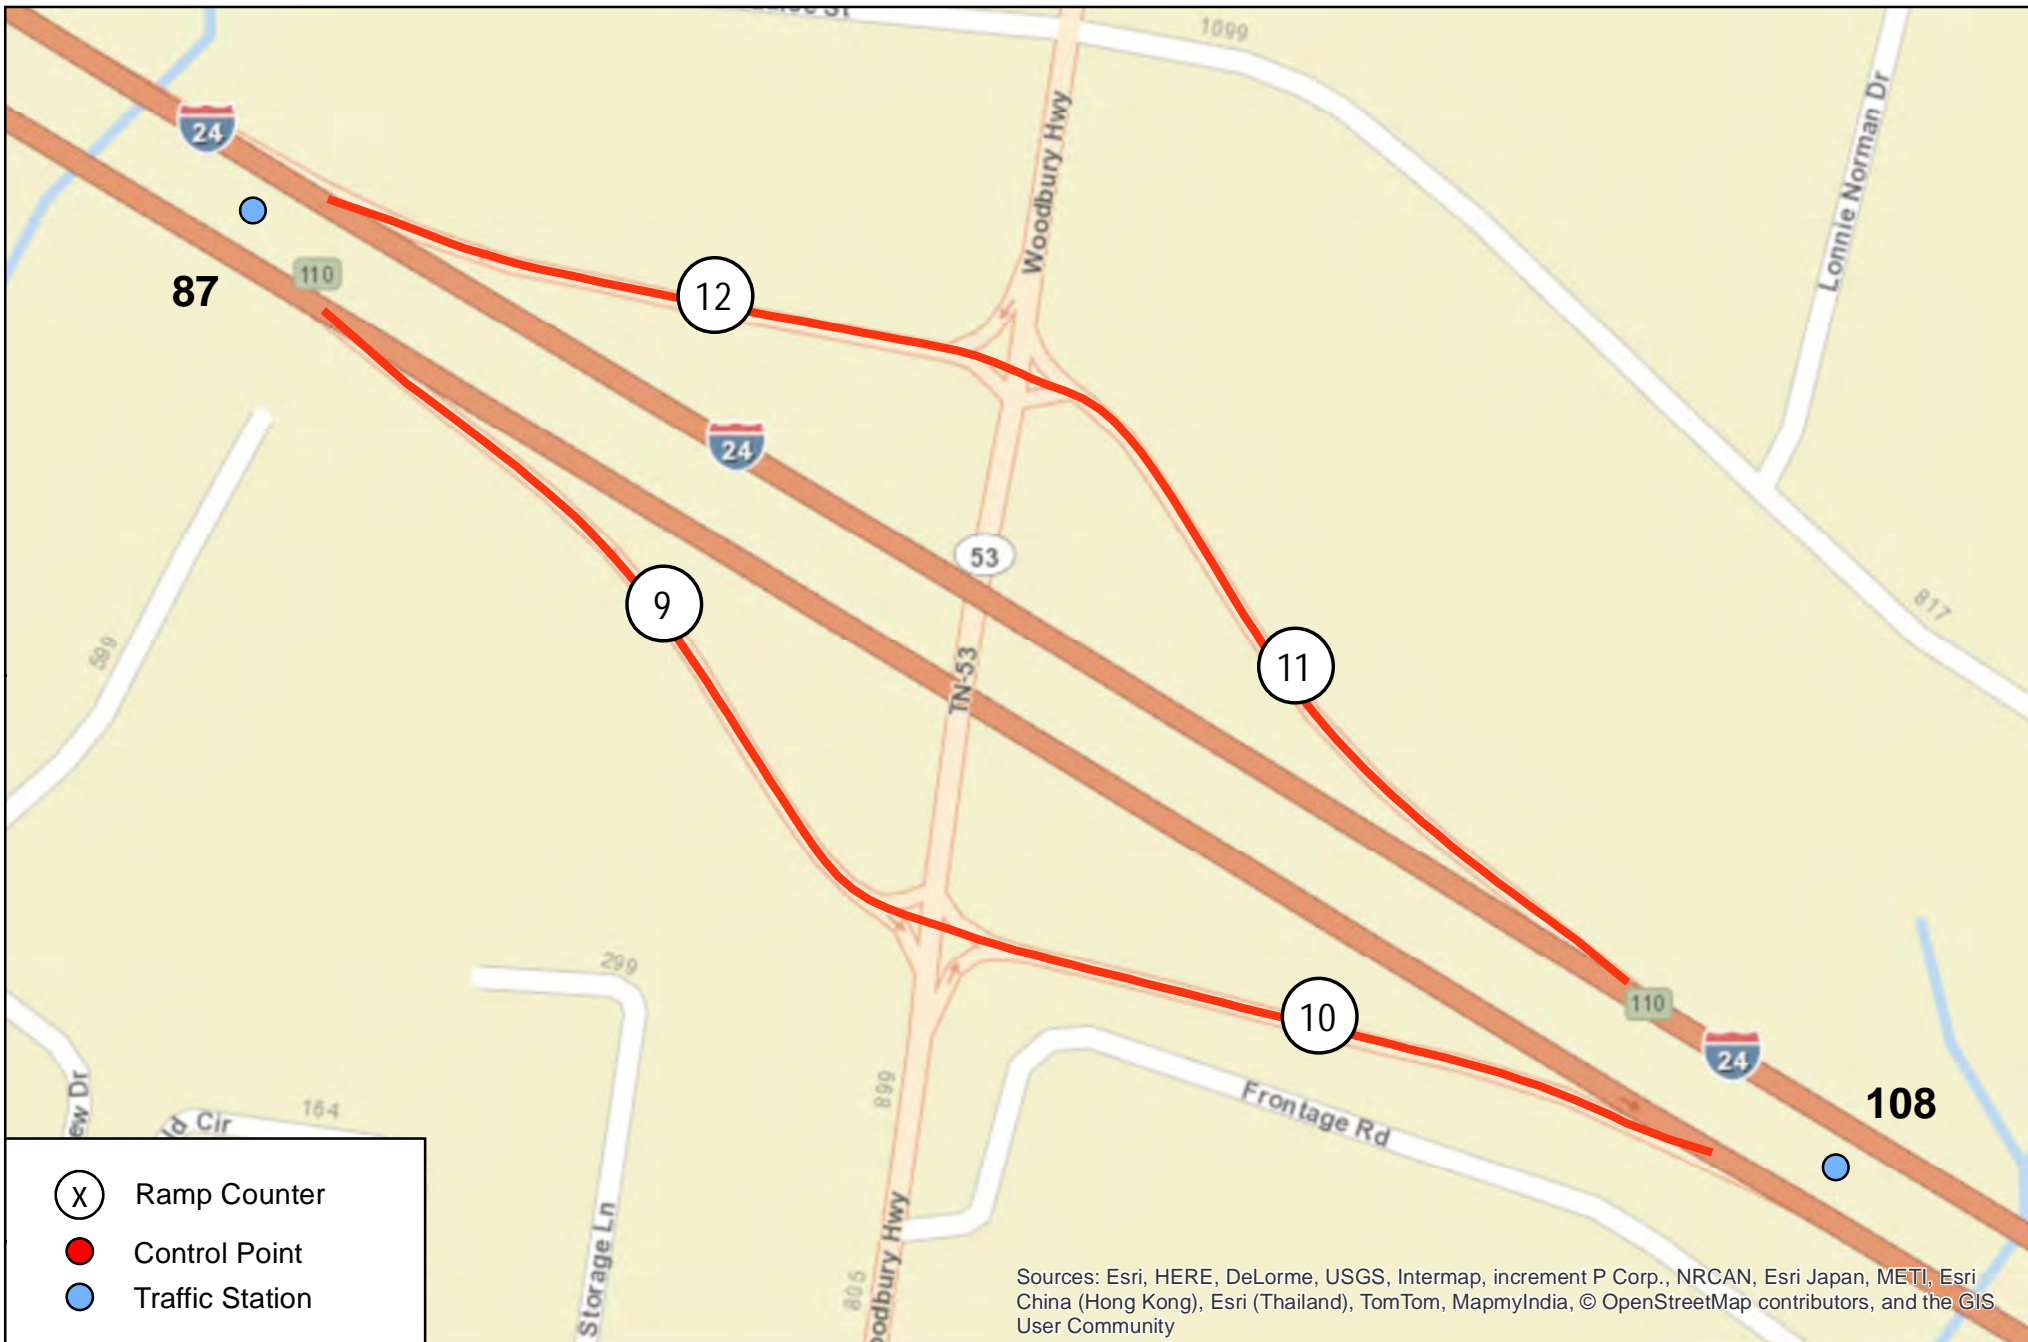 1099
24
Woodbury Hwy
Lonnie Norman Dr
110
87
12
24
53
9
599
817
TN-53
11
299
10
110
24
108
899
Frontage Rd
164
Cir
Storage Ln
805
X Ramp Counter
Control Point
Traffic Station
Sources: Esri, HERE, DeLorme, USGS, Intermap, increment P Corp., NRCAN, Esri Japan, METI, Esri
China (Hong Kong), Esri (Thailand), TomTom, MapmyIndia, © OpenStreetMap contributors, and the GIS
User Community